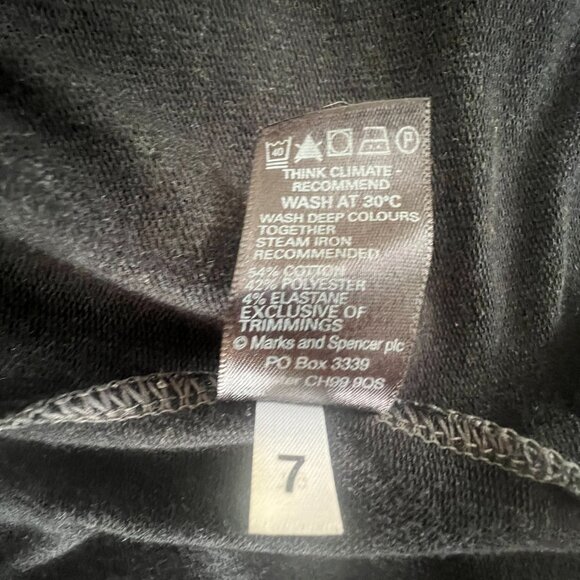 40 P
THINK CLIMATE -
RECOMMEND
WASH AT 30°C
WASH DEEP COLOURS
TOGETHER
STEAM IRON
RECOMMENDED
54% COTTON
42% POLYESTER
4% ELASTANE
EXCLUSIVE OF
TRIMMINGS
© Marks and Spencer plc
PO Box 3339
CH99 9QS
7